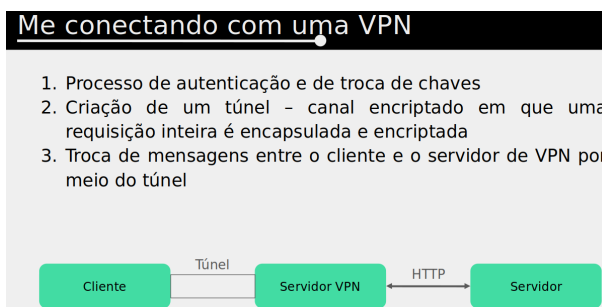 Me conectando com uma VPN
1. Processo de autenticação e de troca de chaves
2. Criação de um túnel – canal encriptado em que uma
requisição inteira é encapsulada e encriptada
3. Troca de mensagens entre o cliente e o servidor de VPN por
meio do túnel
Túnel
HTTP
Cliente
Servidor VPN
Servidor